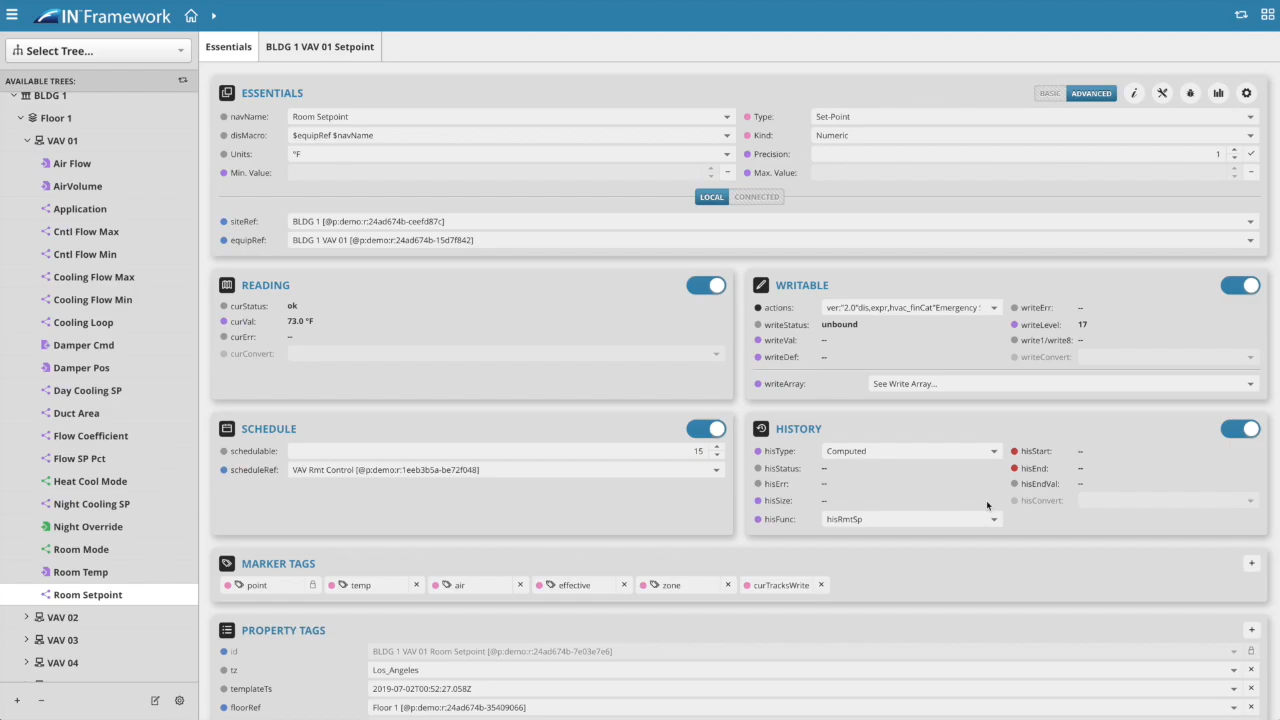 IN Framework
Select Tree...
AVAILABLE TREES:
BLDG 1
Floor 1
VAV 01
Air Flow
AirVolume
Application
Cntl Flow Max
Cntl Flow Min
Cooling Flow Max
Cooling Flow Min
Cooling Loop
Damper Cmd
Damper Pos
Day Cooling SP
Duct Area
Flow Coefficient
Flow SP Pct
Heat Cool Mode
Night Cooling SP
Night Override
Room Mode
Room Temp
Room Setpoint
VAV 02
VAV 03
VAV 04
Essentials
BLDG 1 VAV 01 Setpoint
ESSENTIALS
BASIC ADVANCED
navName: Room Setpoint
Type: Set-Point
disMacro: $equipRef $navName
Kind: Numeric
Units: °F
Precision: 1
Min. Value:
Max. Value:
LOCAL CONNECTED
siteRef: BLDG 1 [@p:demo:r:24ad674b-ceefd87c]
equipRef: BLDG 1 VAV 01 [@p:demo:r:24ad674b-15d7f842]
READING
curStatus: ok
curVal: 73.0 °F
curErr: --
curConvert:
WRITABLE
actions: ver:"2.0"dis,expr,hvac_finCat"Emergency
writeErr: --
writeStatus: unbound
writeLevel: 17
writeVal: --
write1/write8: --
writeDef: --
writeConvert:
writeArray: See Write Array...
SCHEDULE
schedulable: 15
scheduleRef: VAV Rmt Control [@p:demo:r:1eeb3b5a-be72f048]
HISTORY
hisType: Computed
hisStart: --
hisStatus: --
hisEnd: --
hisErr: --
hisEndVal: --
hisSize: --
hisConvert:
hisFunc: hisRmtSp
MARKER TAGS
point temp air effective zone curTracksWrite
PROPERTY TAGS
id BLDG 1 VAV 01 Room Setpoint [@p:demo:r:24ad674b-7e03e7e6]
tz Los_Angeles
templateTs 2019-07-02T00:52:27.058Z
floorRef Floor 1 [@p:demo:r:24ad674b-35409066]